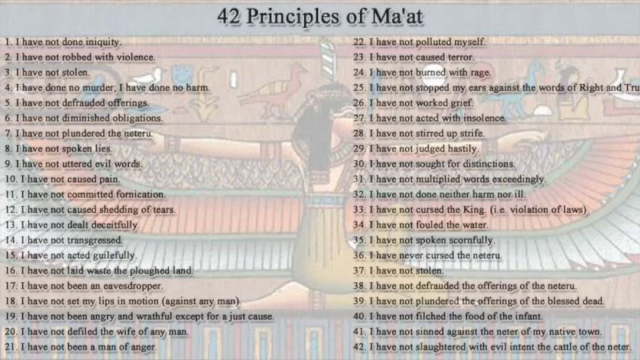 42 Principles of Ma'at
1. I have not done iniquity.
2. I have not robbed with violence.
3. I have not stolen.
4. I have done no murder, I have done no harm.
5. I have not defrauded offerings.
6. I have not diminished obligations.
7. I have not plundered the neteru.
8. I have not spoken lies.
9. I have not uttered evil words.
10. I have not caused pain.
11. I have not committed fornication.
12. I have not caused shedding of tears.
13. I have not dealt deceitfully.
14. I have not transgressed.
15. I have not acted guilefully.
16. I have not laid waste the ploughed land.
17. I have not been an eavesdropper.
18. I have not set my lips in motion (against any man)
19. I have not been angry and wrathful except for a just cause.
20. I have not defiled the wife of any man.
21. I have not been a man of anger.
22. I have not polluted myself.
23. I have not caused terror.
24. I have not burned with rage.
25. I have not stopped my ears against the words of Right and Tru
26. I have not worked grief.
27. I have not acted with insolence.
28. I have not stirred up strife.
29. I have not judged hastily.
30. I have not sought for distinctions.
31. I have not multiplied words exceedingly.
32. I have not done neither harm nor ill.
33. I have not cursed the King. (i.e. violation of laws)
34 I have not fouled the water.
35. I have not spoken scornfully.
36. I have never cursed the neteru.
37. I have not stolen.
38. I have not defrauded the offerings of the neteru.
39. I have not plundered the offerings of the blessed dead.
40. I have not filched the food of the infant.
41. I have not sinned against the neter of my native town.
42. I have not slaughtered with evil intent the cattle of the neter.